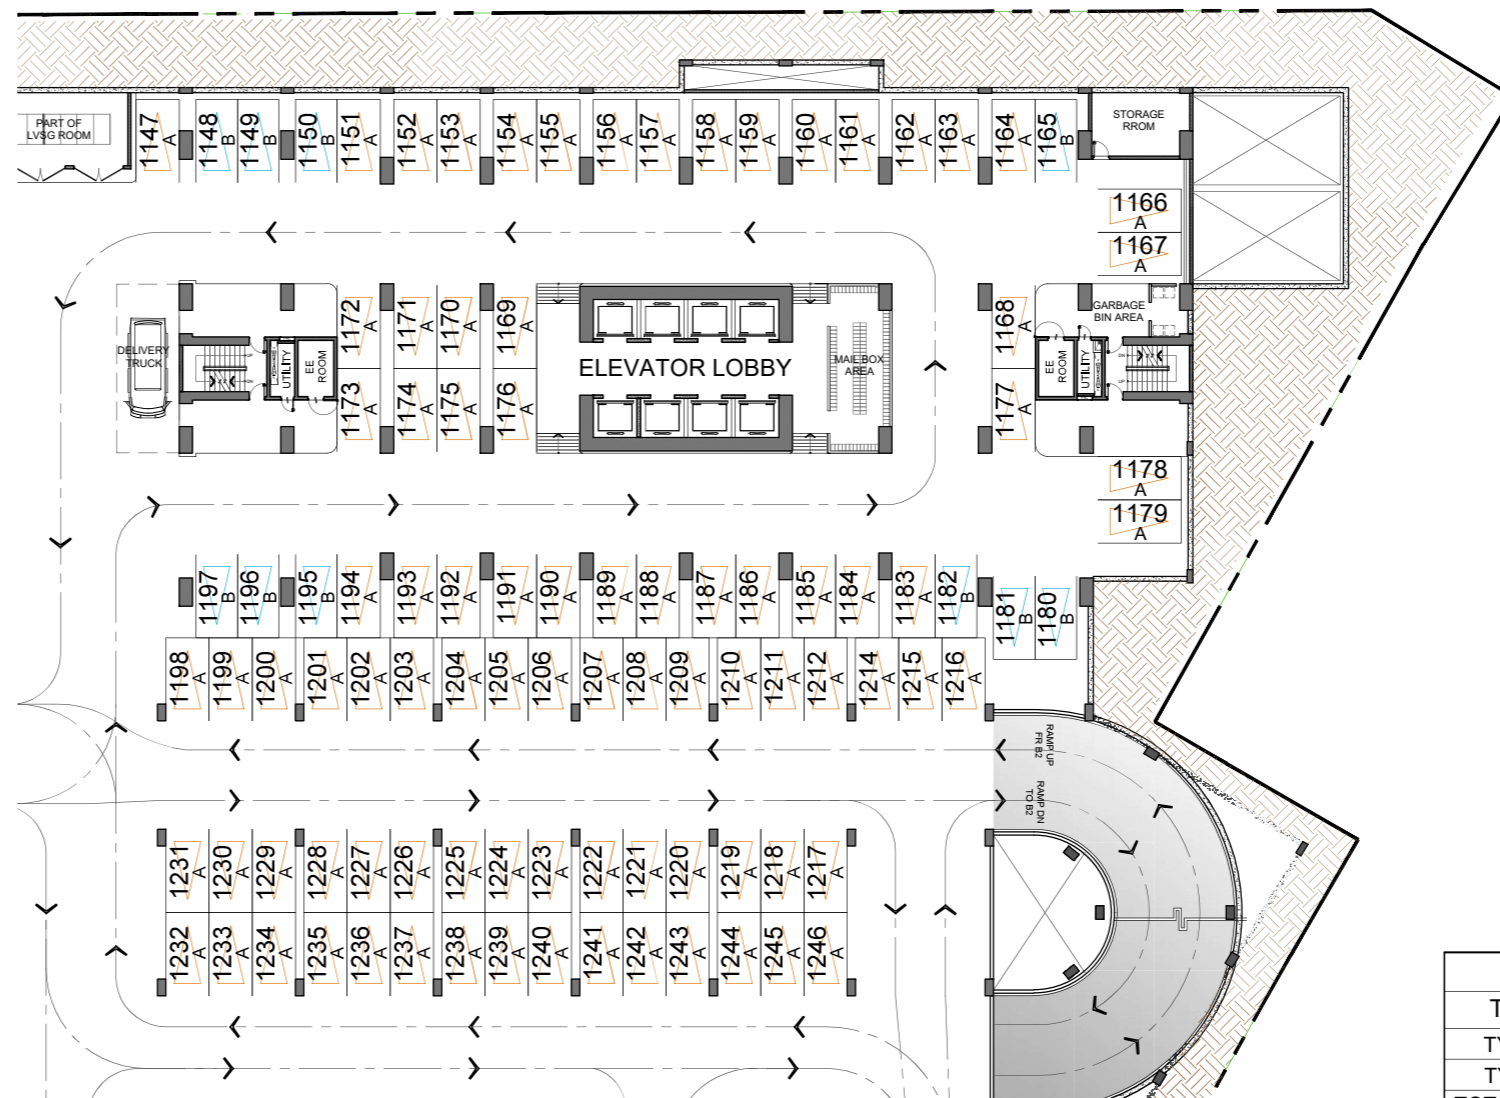 PART OF
LVSG ROOM
1147 A
1148 B
1149 B
1150 B
1151 A
1152 A
1153 A
1154 A
1155 A
1156 A
1157 A
1158 A
1159 A
1160 A
1161 A
1162 A
1163 A
1164 A
1165 B
STORAGE
RROM
1166
A
1167
A
DELIVERY
TRUCK
UP
DN
UTILITY
EE
ROOM
1172 A
1171 A
1170 A
1169 A
1173 A
1174 A
1175 A
1176 A
ELEVATOR LOBBY
MAIL BOX
AREA
1168 A
1177 A
GARBAGE
BIN AREA
EE
ROOM
UTILITY
DN
UP
1178
A
1179
A
1197 B
1196 B
1195 B
1194 A
1193 A
1192 A
1191 A
1190 A
1189 A
1188 A
1187 A
1186 A
1185 A
1184 A
1183 A
1182 B
1181 B
1180 B
1198 A
1199 A
1200 A
1201 A
1202 A
1203 A
1204 A
1205 A
1206 A
1207 A
1208 A
1209 A
1210 A
1211 A
1212 A
1214 A
1215 A
1216 A
RAMP UP
FR B2
RAMP DN
TO B2
1231 A
1230 A
1229 A
1228 A
1227 A
1226 A
1225 A
1224 A
1223 A
1222 A
1221 A
1220 A
1219 A
1218 A
1217 A
1232 A
1233 A
1234 A
1235 A
1236 A
1237 A
1238 A
1239 A
1240 A
1241 A
1242 A
1243 A
1244 A
1245 A
1246 A
T
TY
TY